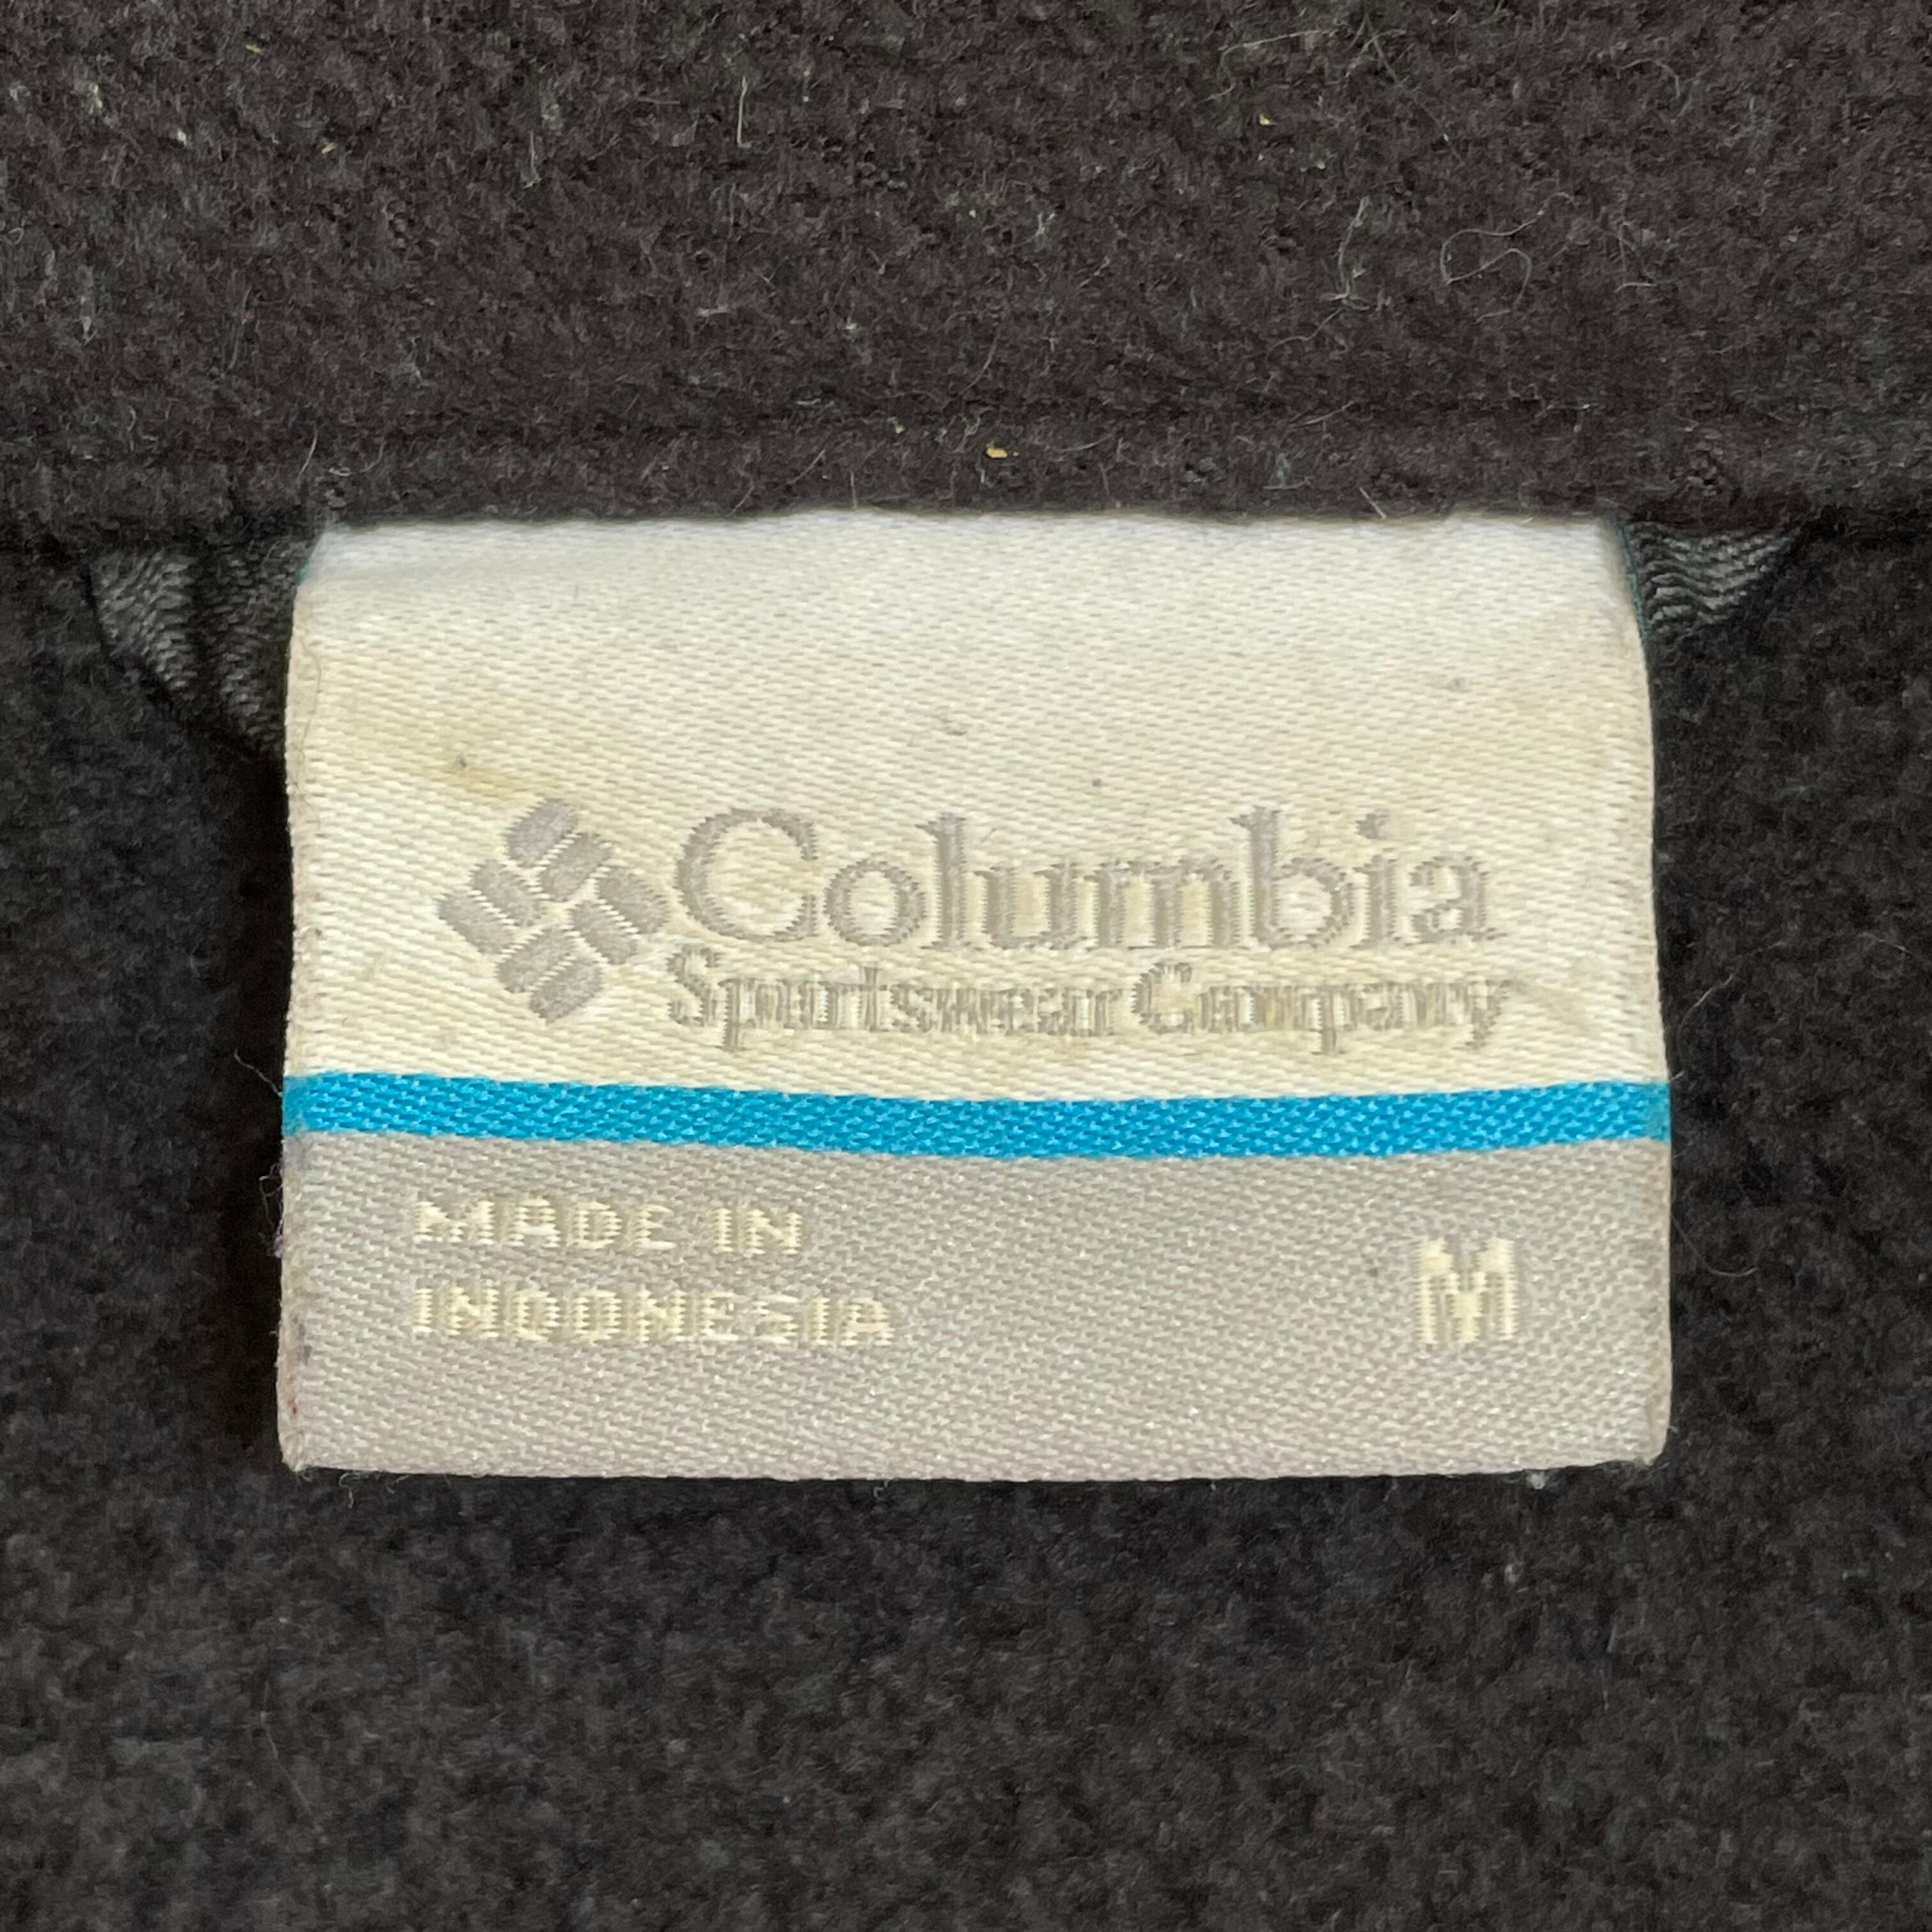 Columbia
Sportswear Company
MADE IN
INDONESIA
M